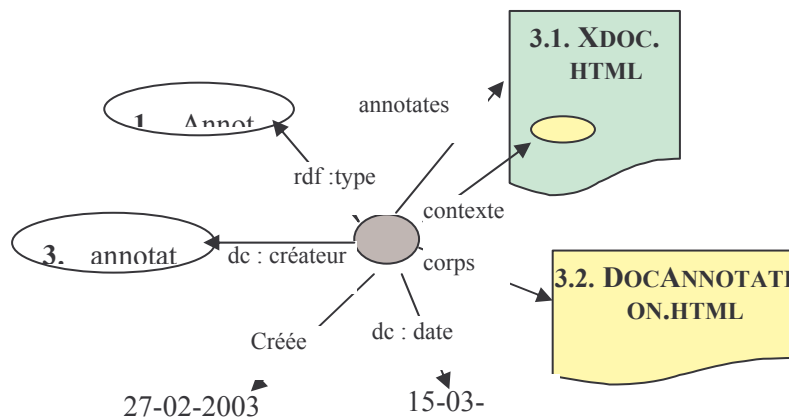 3.1. XDOC.
HTML
annotates
1. Annot
rdf :type
contexte
3. annotat
dc : créateur
corps
3.2. DOCANNOTATI
ON.HTML
Créée
dc : date
27-02-2003
15-03-